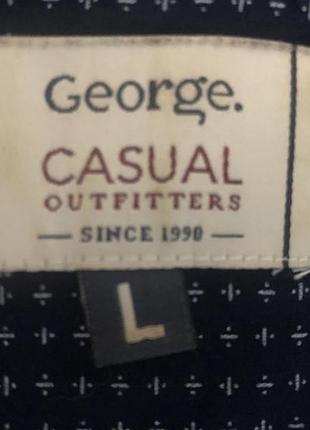 George.
CASUAL
OUTFITTERS
— SINCE 1990 —
L